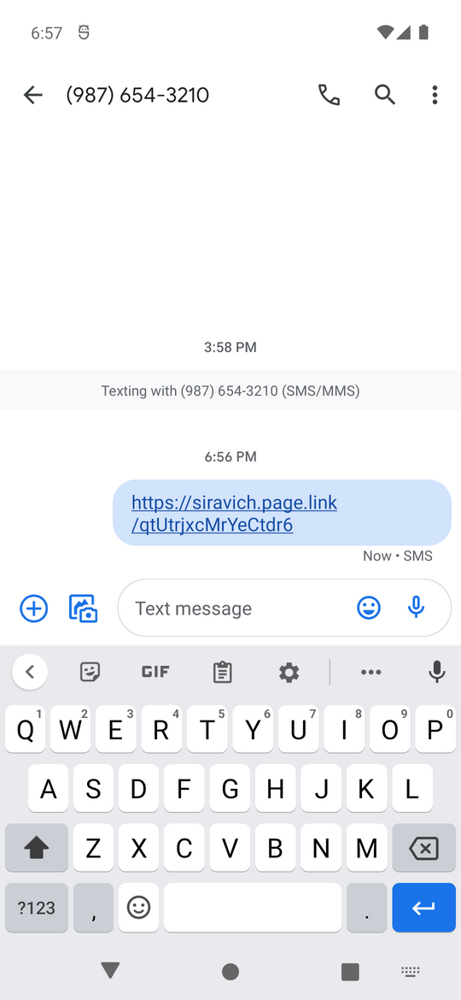 6:57
(987) 654-3210
3:58 PM
Texting with (987) 654-3210 (SMS/MMS)
6:56 PM
https://siravich.page.link
/qtUtrjxcMrYeCtdr6
Now • SMS
Text message
GIF
Q1 W2 E3 R4 T5 Y6 U7 I8 O9 P0
A S D F G H J K L
Z X C V B N M
?123 , .